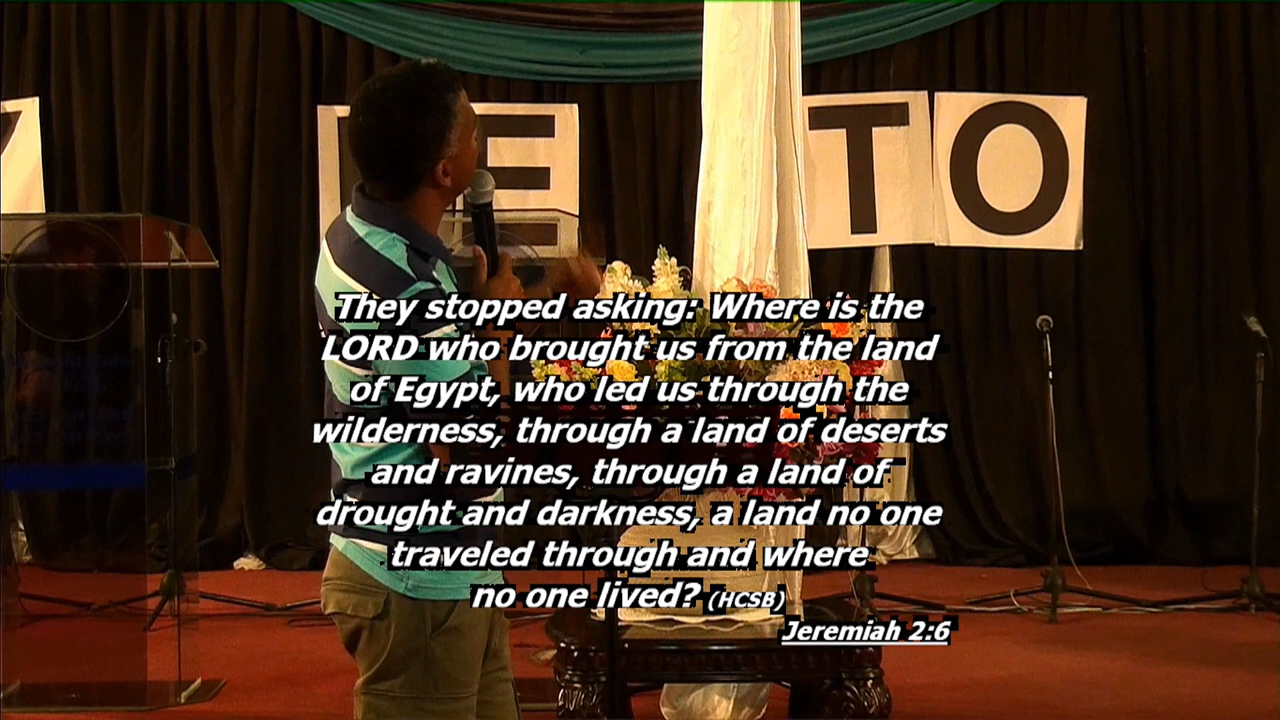 E TO
They stopped asking: Where is the
LORD who brought us from the land
of Egypt, who led us through the
wilderness, through a land of deserts
and ravines, through a land of
drought and darkness, a land no one
traveled through and where
no one lived? (HCSB)
Jeremiah 2:6